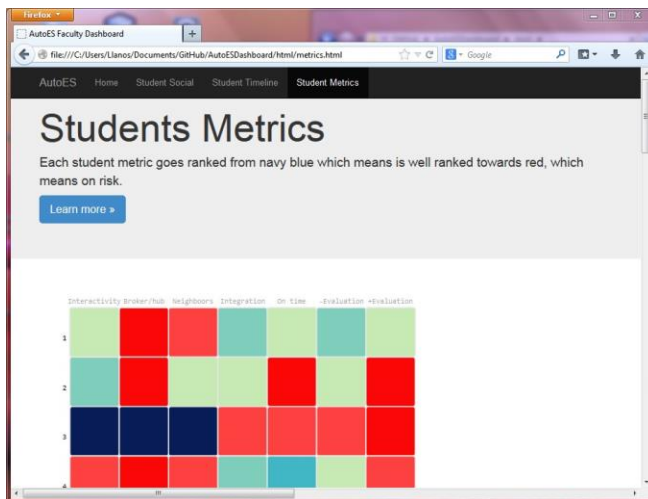 Firefox
AutoES Faculty Dashboard
file:///C:/Users/Llanos/Documents/GitHub/AutoESDashboard/html/metrics.html
Google
AutoES Home Student Social Student Timeline Student Metrics
Students Metrics
Each student metric goes ranked from navy blue which means is well ranked towards red, which
means on risk.
Learn more »
Interactivity Broker/hub Neighboors Integration On time -Evaluation +Evaluation
1
2
3
4